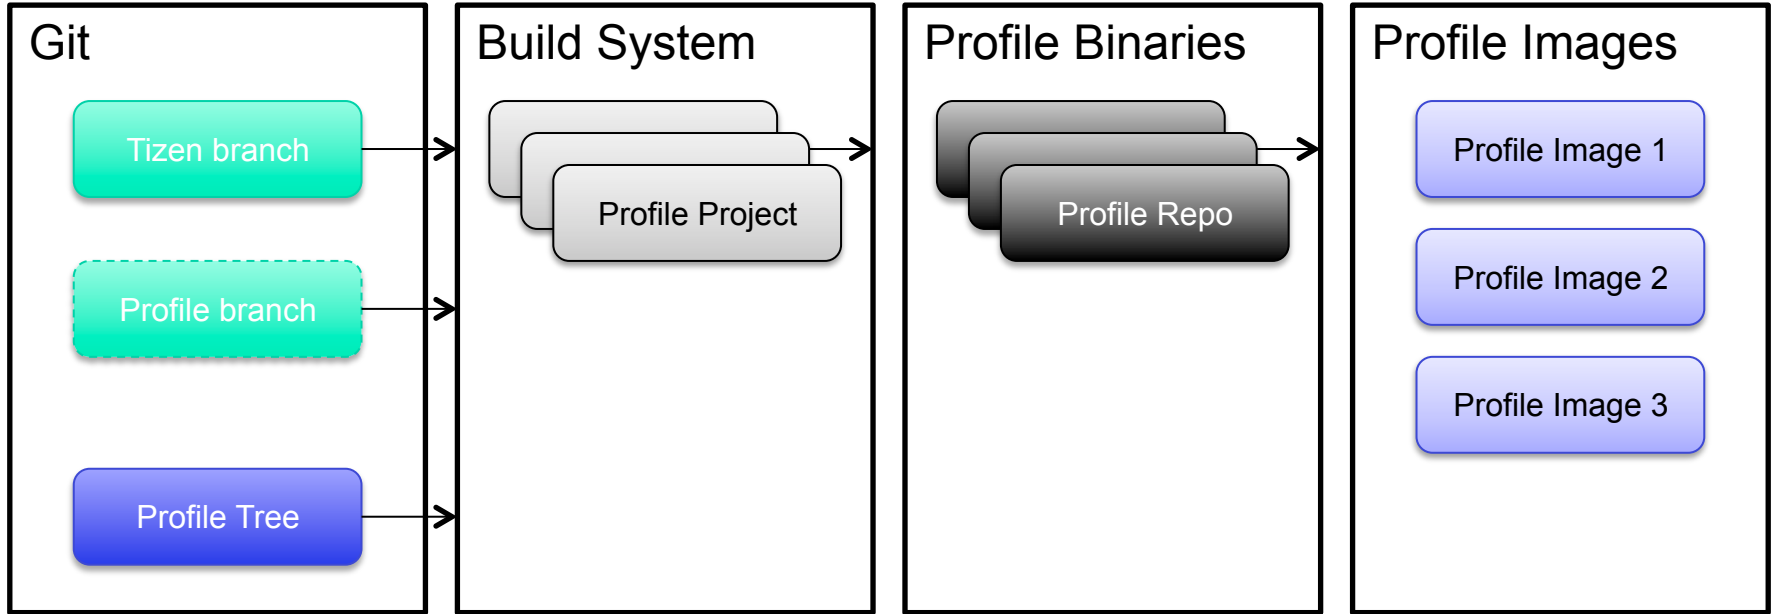 Git
Tizen branch
Profile branch
Profile Tree
Build System
Profile Project
Profile Binaries
Profile Repo
Profile Images
Profile Image 1
Profile Image 2
Profile Image 3